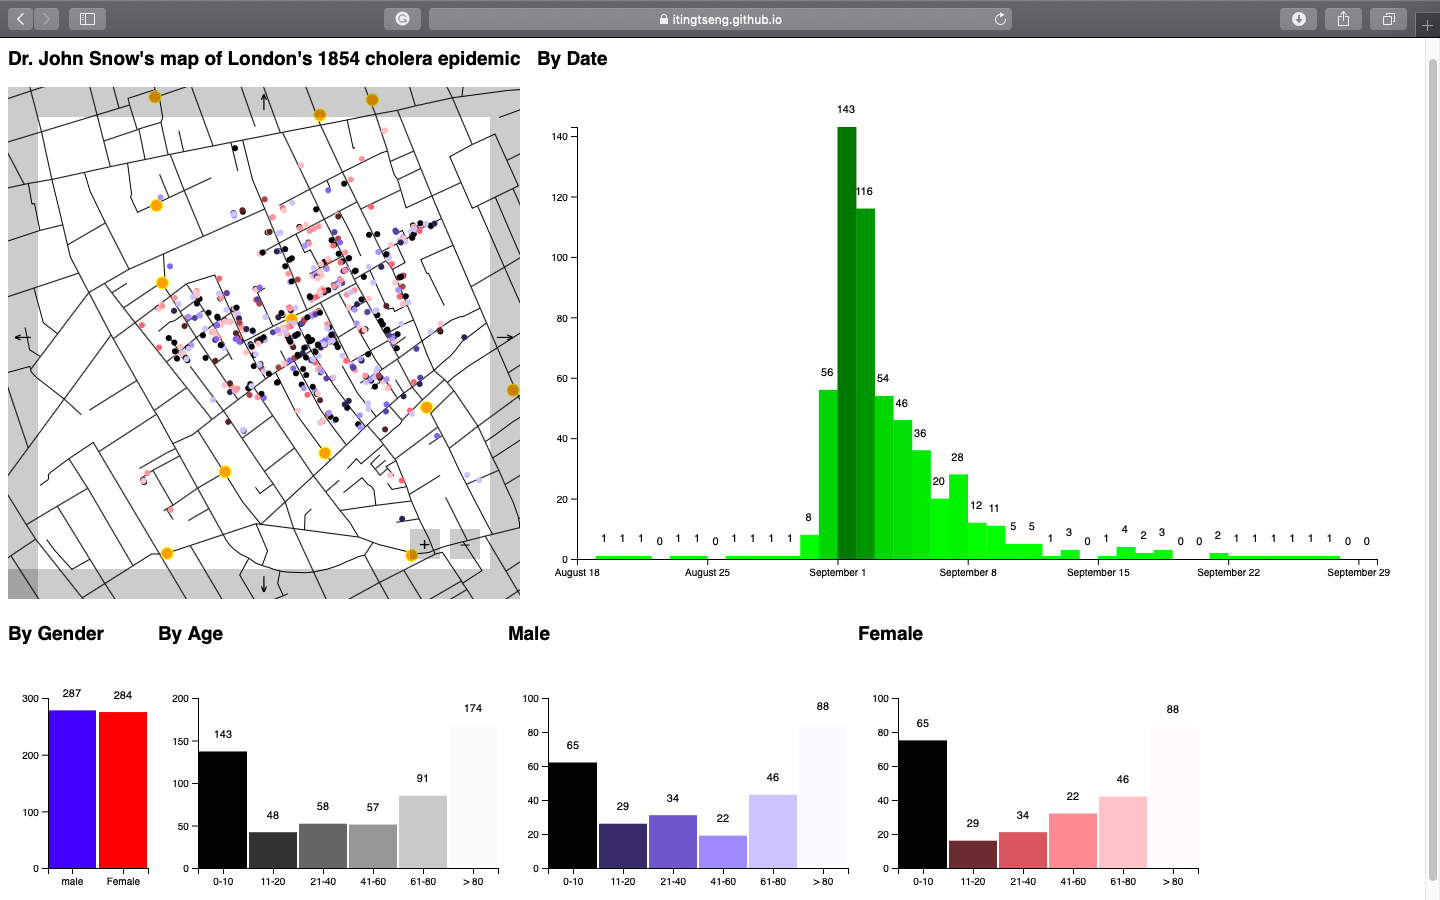 itingtseng.github.io
Dr. John Snow's map of London's 1854 cholera epidemic
By Date
+ −
143
116
56
54
46
36
20
28
12
11
8
1 1 1 0 1 1 0 1 1 1 1
5 5 1 3 0 1 4 2 3 0 0 2 1 1 1 1 1 1 0 0
140
120
100
80
60
40
20
0
August 18 August 25 September 1 September 8 September 15 September 22 September 29
By Gender
287 284
300
200
100
0
male Female
By Age
143 48 58 57 91 174
200
150
100
50
0
0-10 11-20 21-40 41-60 61-80 > 80
Male
65 29 34 22 46 88
100
80
60
40
20
0
0-10 11-20 21-40 41-60 61-80 > 80
Female
65 29 34 22 46 88
100
80
60
40
20
0
0-10 11-20 21-40 41-60 61-80 > 80